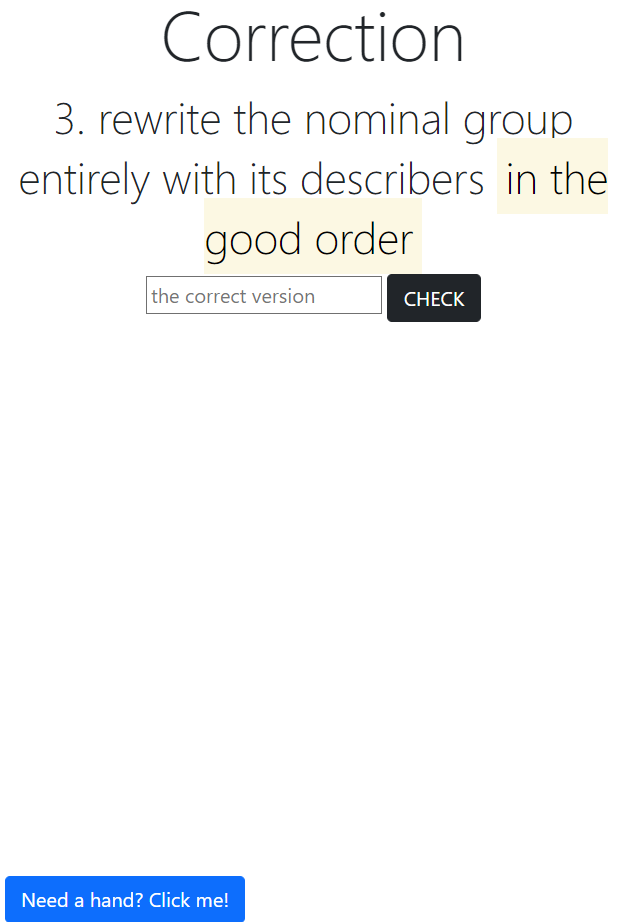 Correction
3. rewrite the nominal group
entirely with its describers in the
good order
the correct version
CHECK
Need a hand? Click me!